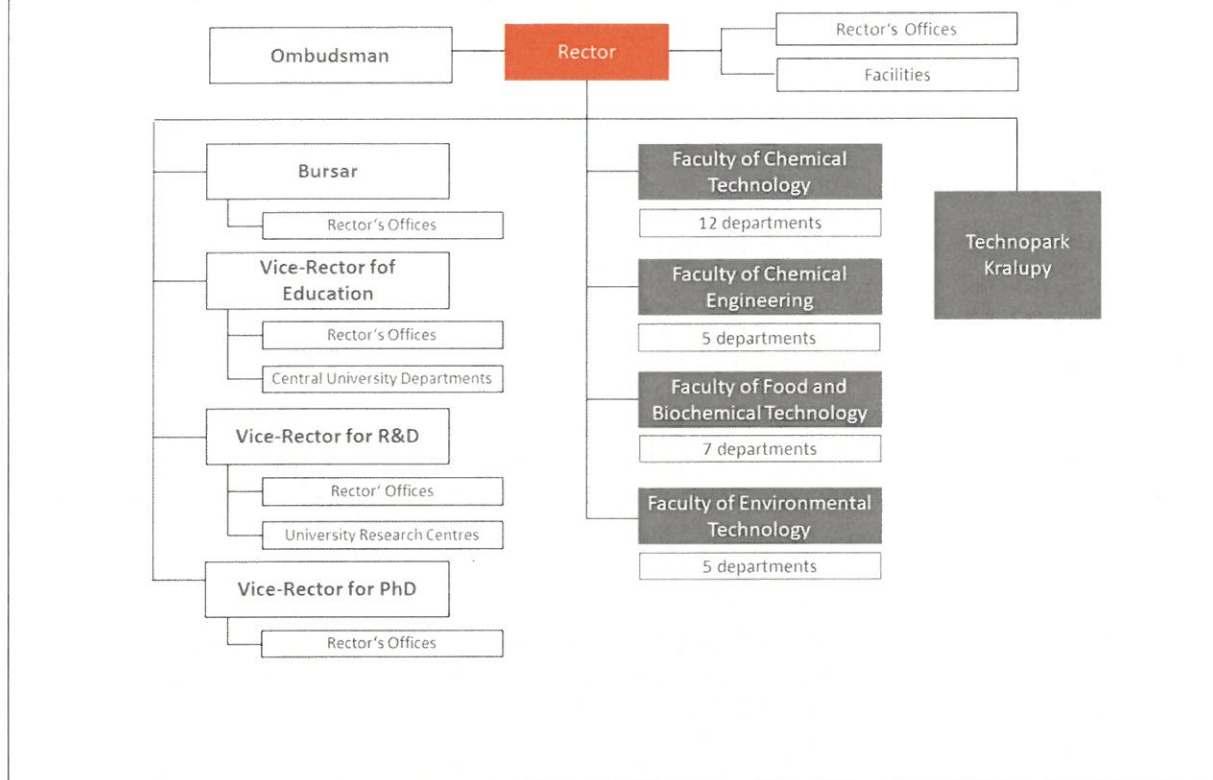 Ombudsman
Rector
Rector's Offices
Facilities
Bursar
Rector's Offices
Vice-Rector fof
Education
Rector's Offices
Central University Departments
Vice-Rector for R&D
Rector' Offices
University Research Centres
Vice-Rector for PhD
Rector's Offices
Faculty of Chemical
Technology
12 departments
Faculty of Chemical
Engineering
5 departments
Faculty of Food and
Biochemical Technology
7 departments
Faculty of Environmental
Technology
5 departments
Technopark
Kralupy